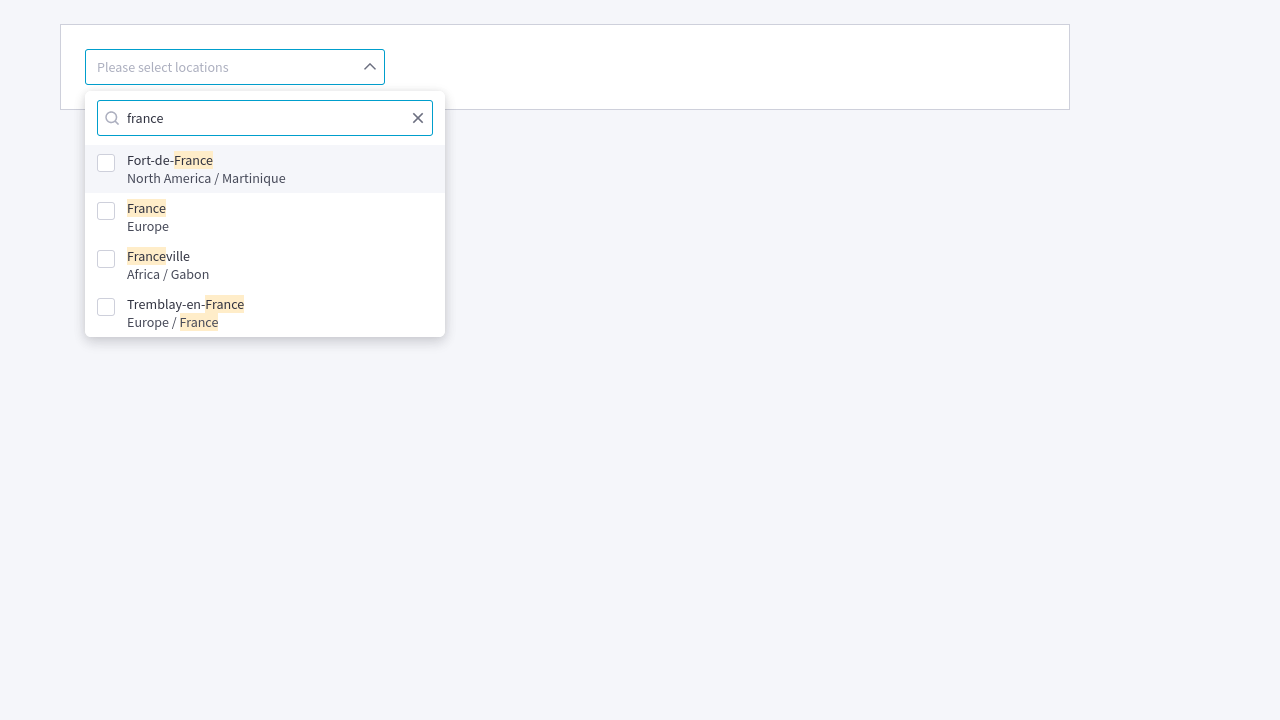 Please select locations
france
Fort-de-France
North America / Martinique
France
Europe
Franceville
Africa / Gabon
Tremblay-en-France
Europe / France